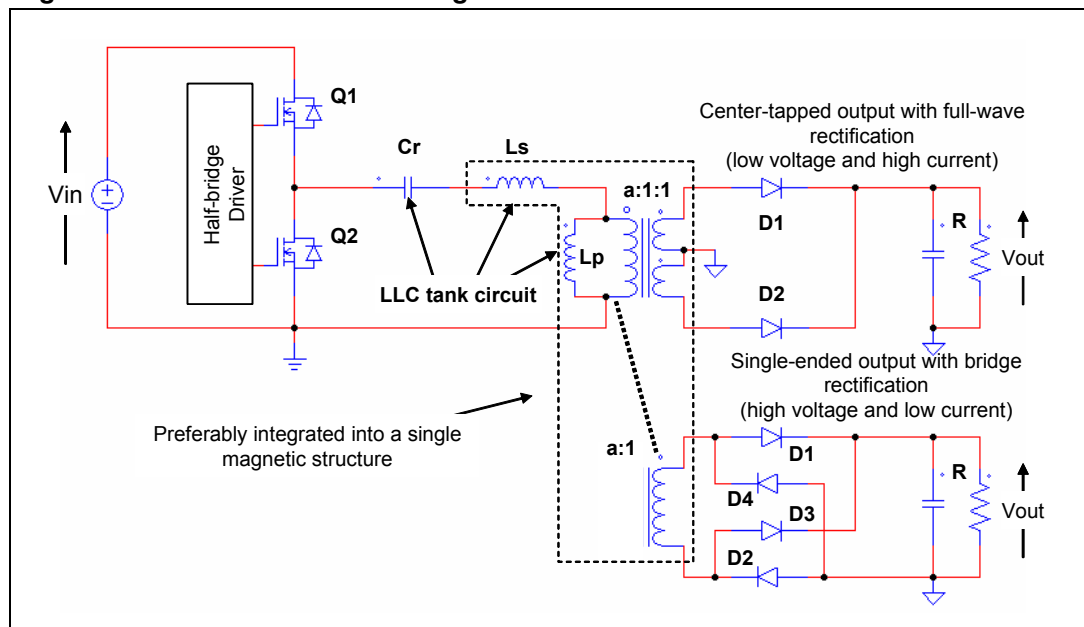 Q1
Half-bridge
Driver
Vin
Q2
Cr
Ls
Lp
LLC tank circuit
a:1:1
Center-tapped output with full-wave
rectification
(low voltage and high current)
D1
D2
R
Vout
Single-ended output with bridge
rectification
(high voltage and low current)
Preferably integrated into a single
magnetic structure
a:1
D1
D4
D3
D2
R
Vout